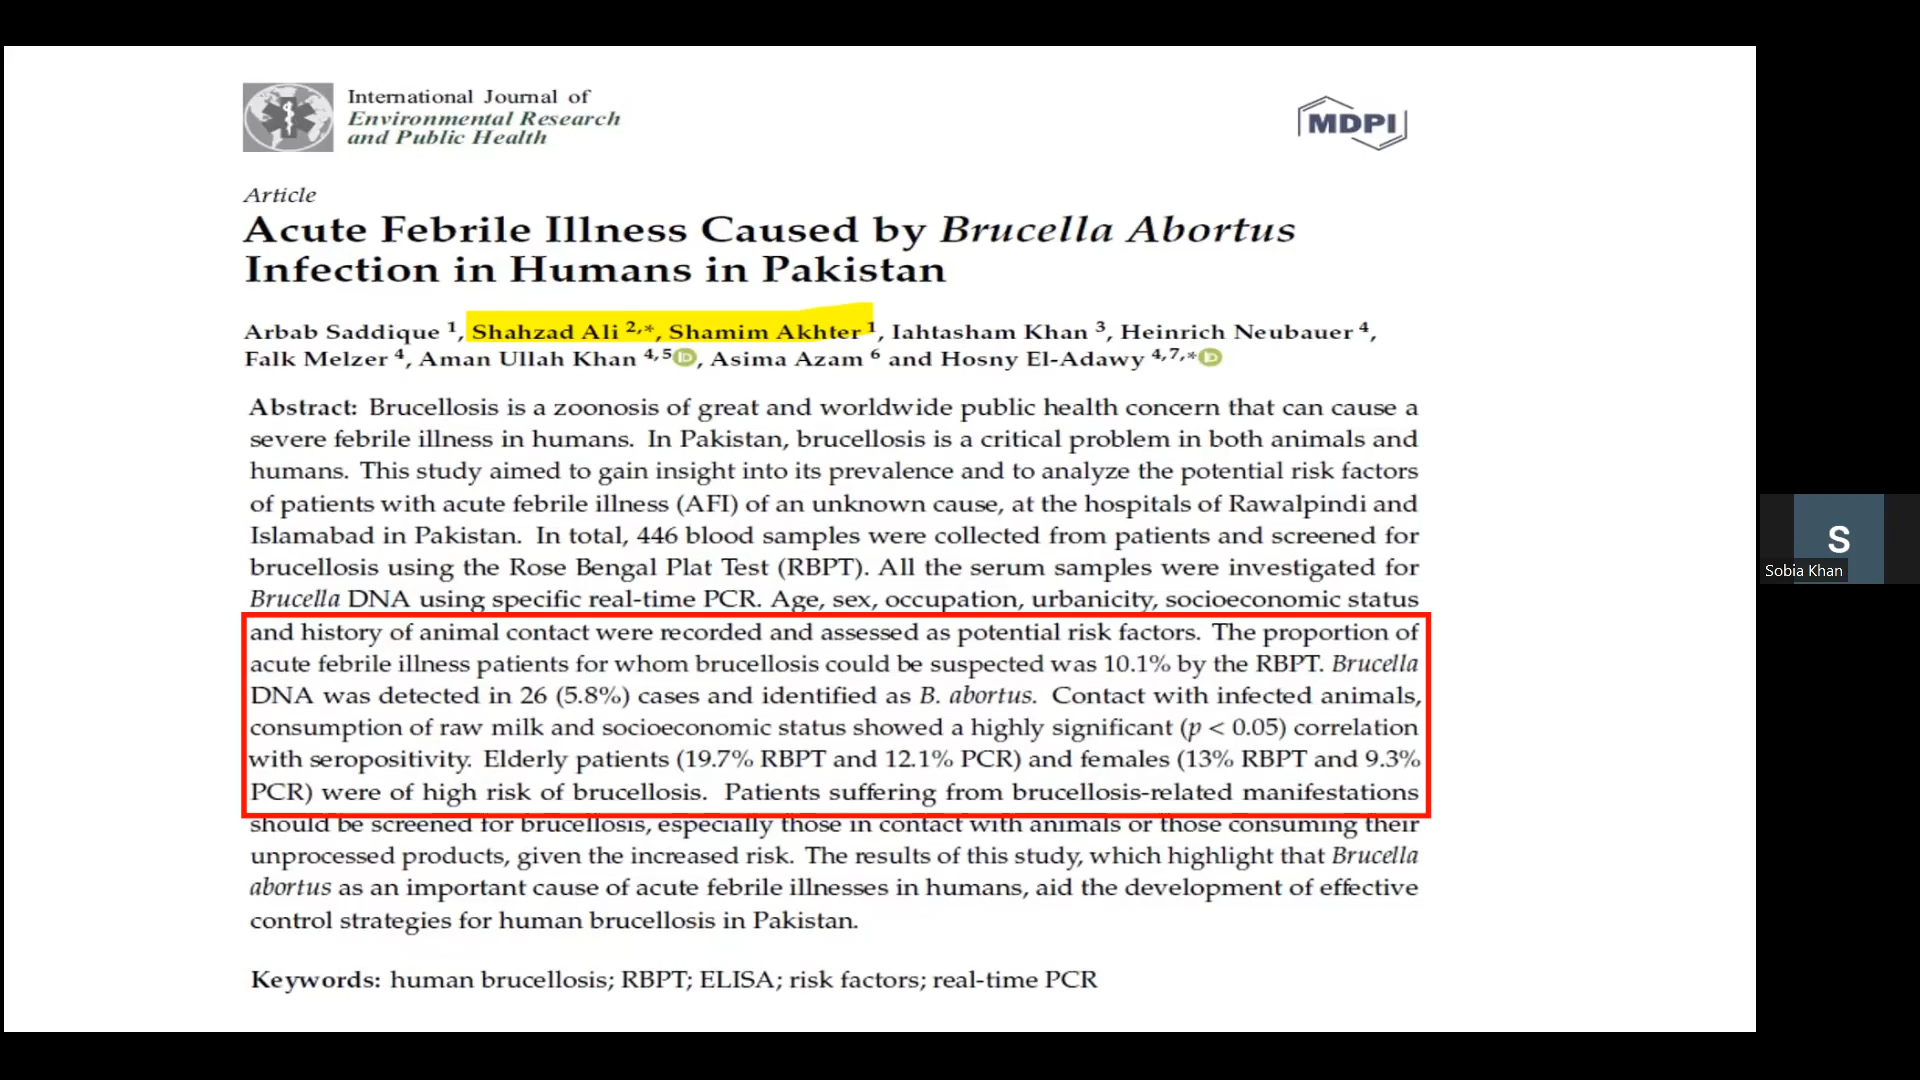 International Journal of
Environmental Research
and Public Health
MDPI
Article
Acute Febrile Illness Caused by Brucella Abortus
Infection in Humans in Pakistan
Arbab Saddique 1, Shahzad Ali 2,*, Shamim Akhter 1, Iahtasham Khan 3, Heinrich Neubauer 4,
Falk Melzer 4, Aman Ullah Khan 4,5 iD, Asima Azam 6 and Hosny El-Adawy 4,7,* iD
Abstract: Brucellosis is a zoonosis of great and worldwide public health concern that can cause a
severe febrile illness in humans. In Pakistan, brucellosis is a critical problem in both animals and
humans. This study aimed to gain insight into its prevalence and to analyze the potential risk factors
of patients with acute febrile illness (AFI) of an unknown cause, at the hospitals of Rawalpindi and
Islamabad in Pakistan. In total, 446 blood samples were collected from patients and screened for
brucellosis using the Rose Bengal Plat Test (RBPT). All the serum samples were investigated for
Brucella DNA using specific real-time PCR. Age, sex, occupation, urbanicity, socioeconomic status
and history of animal contact were recorded and assessed as potential risk factors. The proportion of
acute febrile illness patients for whom brucellosis could be suspected was 10.1% by the RBPT. Brucella
DNA was detected in 26 (5.8%) cases and identified as B. abortus. Contact with infected animals,
consumption of raw milk and socioeconomic status showed a highly significant (p < 0.05) correlation
with seropositivity. Elderly patients (19.7% RBPT and 12.1% PCR) and females (13% RBPT and 9.3%
PCR) were of high risk of brucellosis. Patients suffering from brucellosis-related manifestations
should be screened for brucellosis, especially those in contact with animals or those consuming their
unprocessed products, given the increased risk. The results of this study, which highlight that Brucella
abortus as an important cause of acute febrile illnesses in humans, aid the development of effective
control strategies for human brucellosis in Pakistan.
Keywords: human brucellosis; RBPT; ELISA; risk factors; real-time PCR
S
Sobia Khan